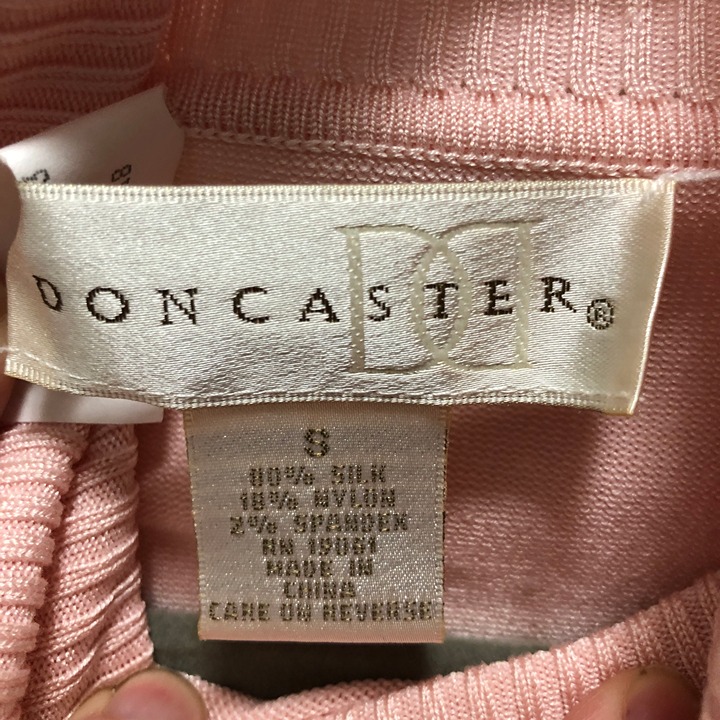 DONCASTER®
S
80% SILK
18% NYLON
2% SPANDEX
RN 19061
MADE IN
CHINA
CARE ON REVERSE